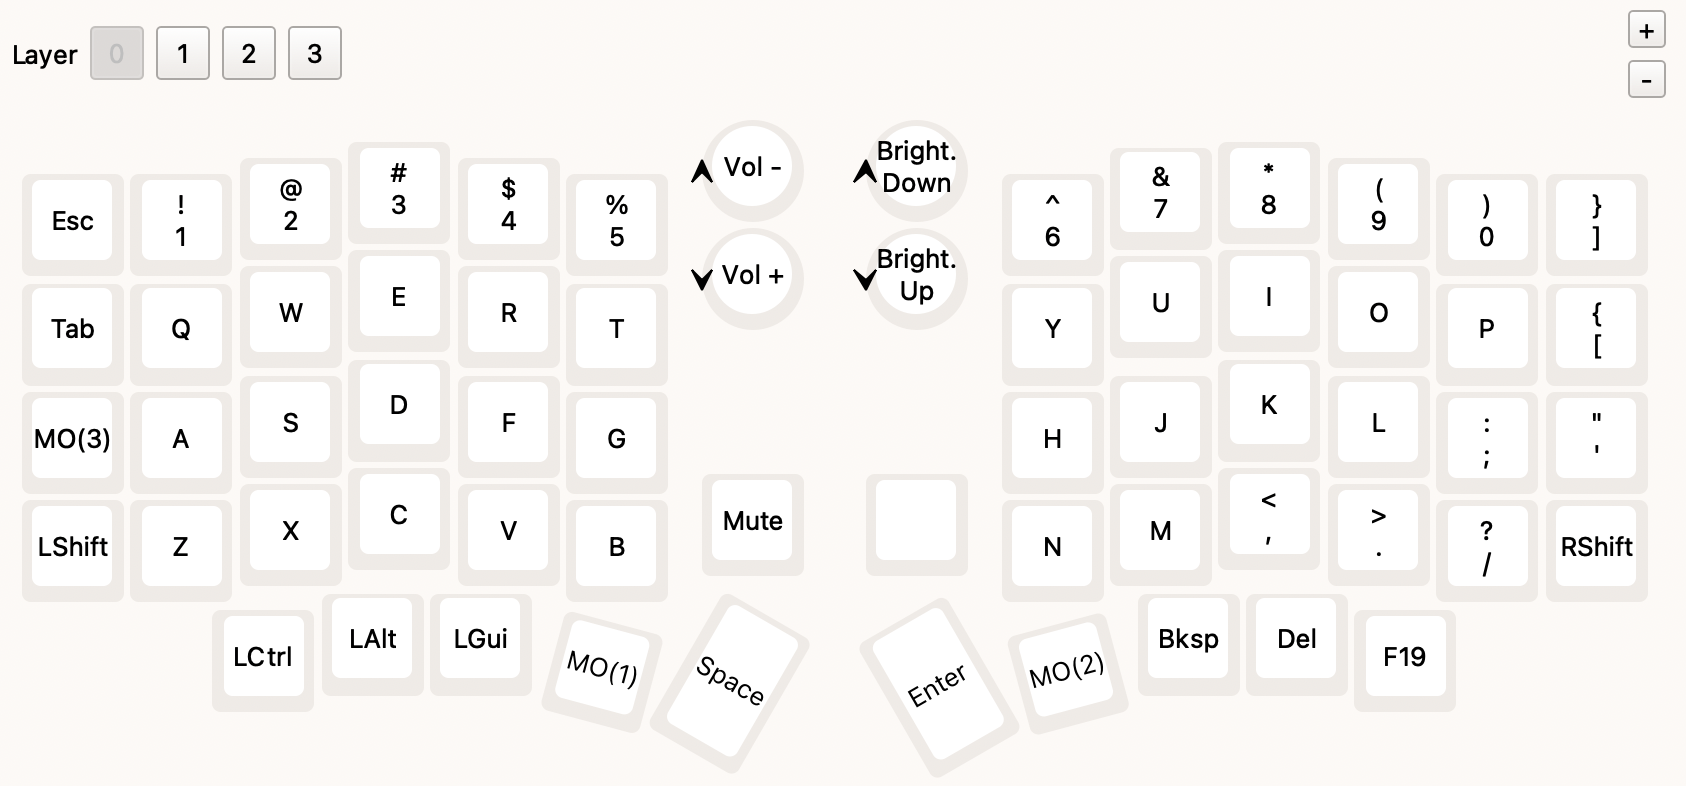 Layer 0 1 2 3
+
-
Esc
!
1
@
2
#
3
$
4
%
5
Vol -
Bright.
Down
^
6
&
7
*
8
(
9
)
0
}
]
Tab
Q
W
E
R
T
Vol +
Bright.
Up
Y
U
I
O
P
{
[
MO(3)
A
S
D
F
G
H
J
K
L
:
;
"
'
LShift
Z
X
C
V
B
Mute
N
M
<
,
>
.
?
/
RShift
LCtrl
LAlt
LGui
MO(1)
Space
Enter
MO(2)
Bksp
Del
F19